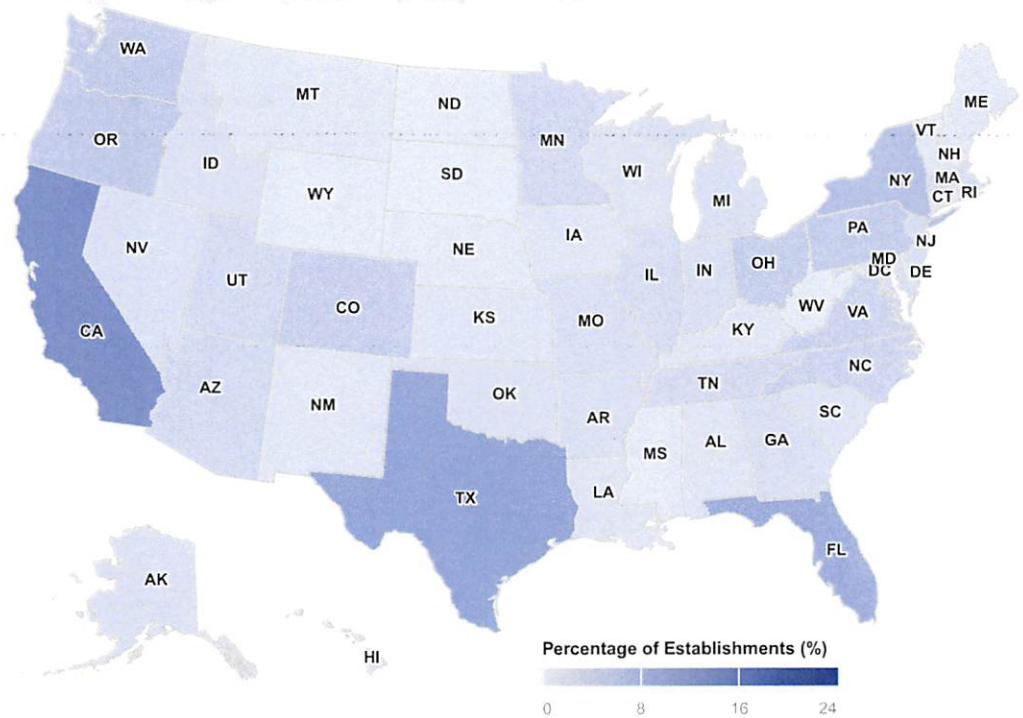 WA
MT
ND
MN
ME
VT
OR
ID
SD
WI
NH
NY
MA
WY
MI
CT RI
NV
NE
IA
PA
NJ
UT
CO
IL
IN
OH
MD
DC
DE
CA
KS
MO
WV
VA
KY
AZ
NM
OK
AR
TN
NC
SC
MS
AL
GA
TX
LA
FL
AK
HI
Percentage of Establishments (%)
0 8 16 24